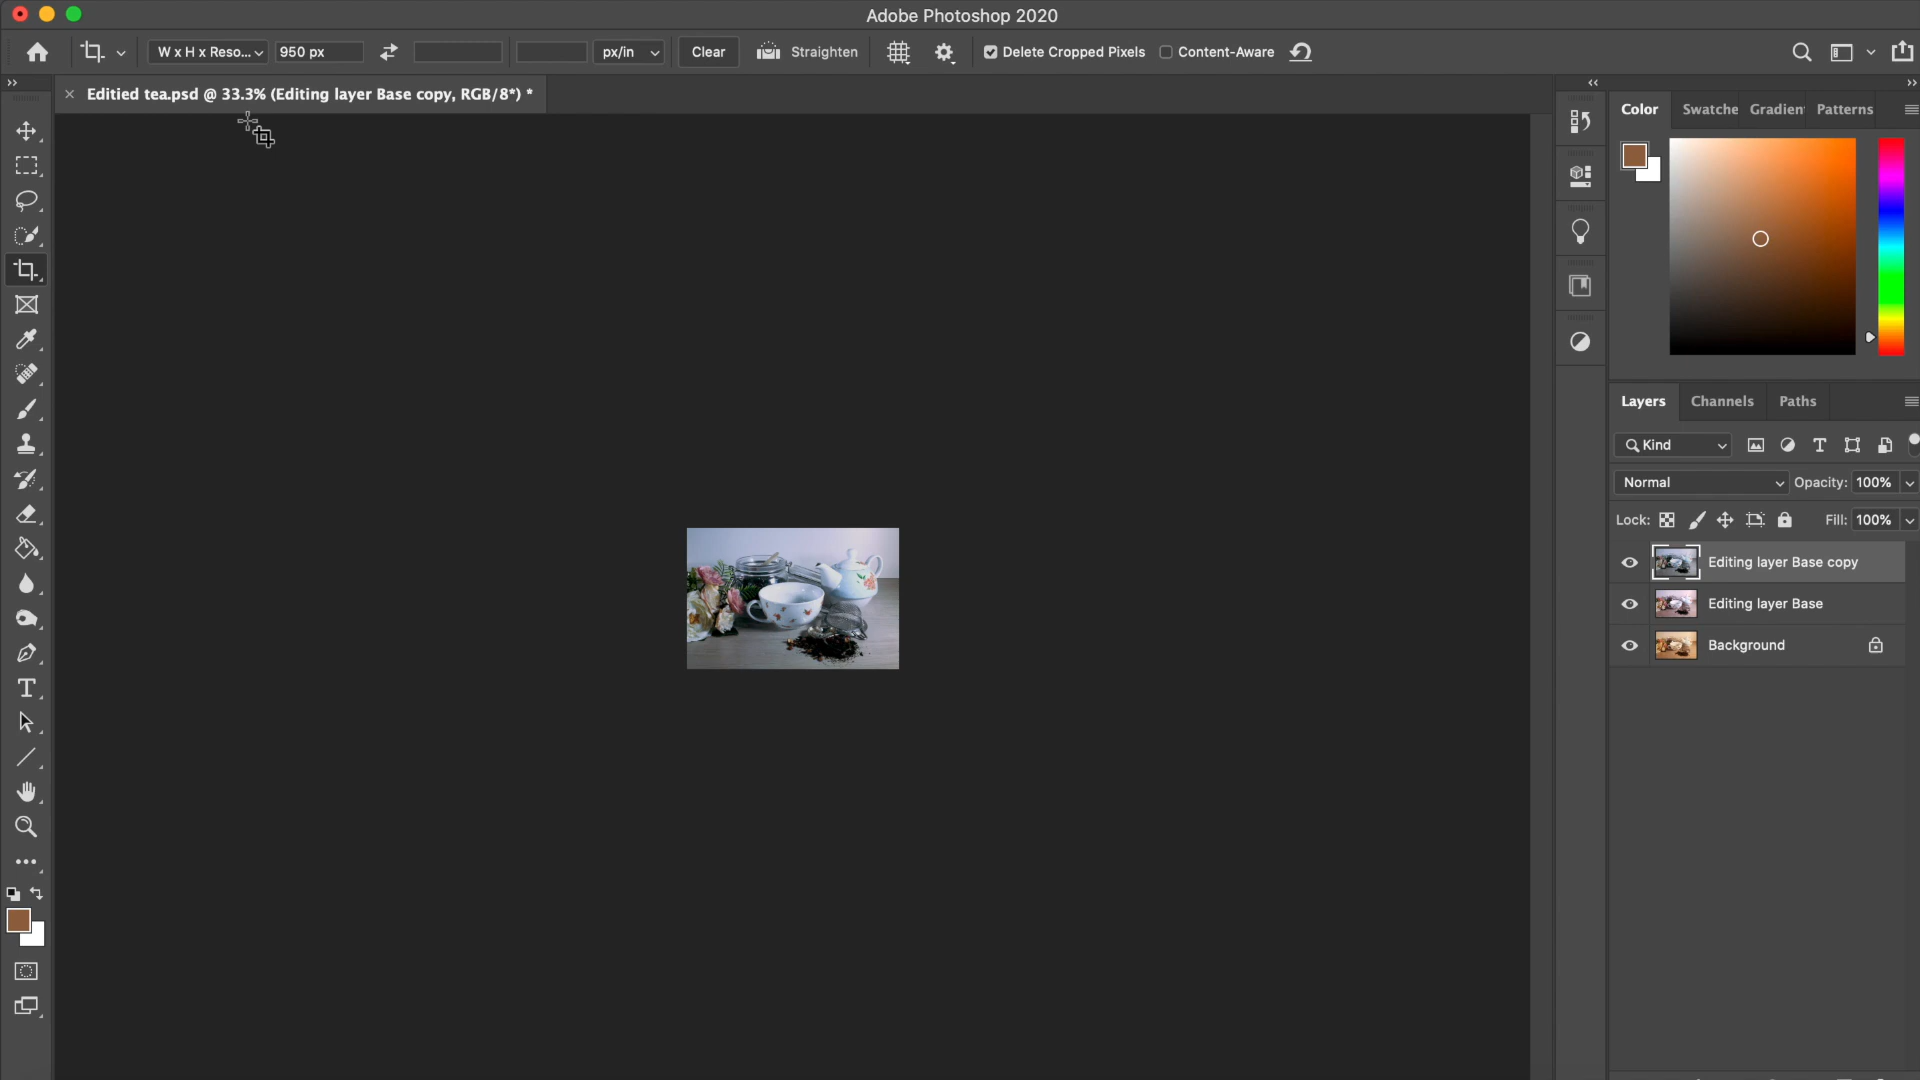 Adobe Photoshop 2020
W x H x Reso... 950 px px/in Clear Straighten Delete Cropped Pixels Content-Aware
Editied tea.psd @ 33.3% (Editing layer Base copy, RGB/8*) *
Color Swatche Gradien Patterns
Layers Channels Paths
Kind
Normal Opacity: 100%
Lock: Fill: 100%
Editing layer Base copy
Editing layer Base
Background